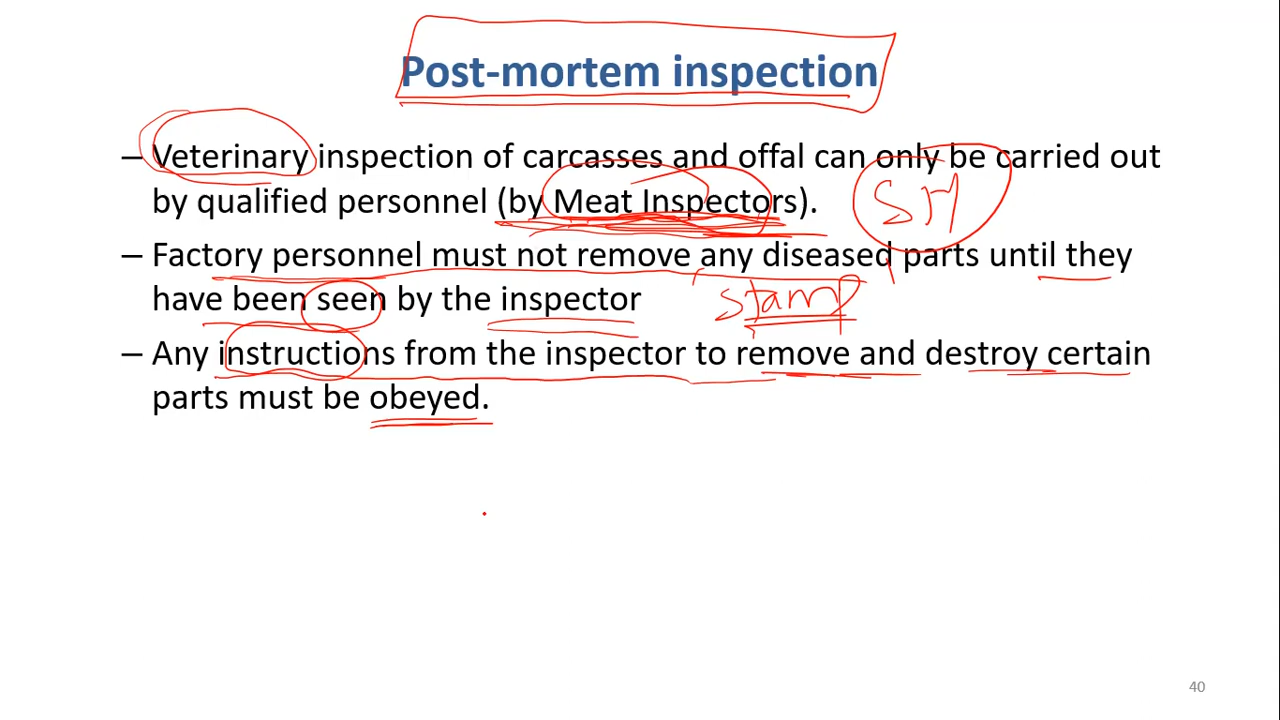 Post-mortem inspection
– Veterinary inspection of carcasses and offal can only be carried out
by qualified personnel (by Meat Inspectors).
SM
– Factory personnel must not remove any diseased parts until they
have been seen by the inspector
stamp
– Any instructions from the inspector to remove and destroy certain
parts must be obeyed.
40